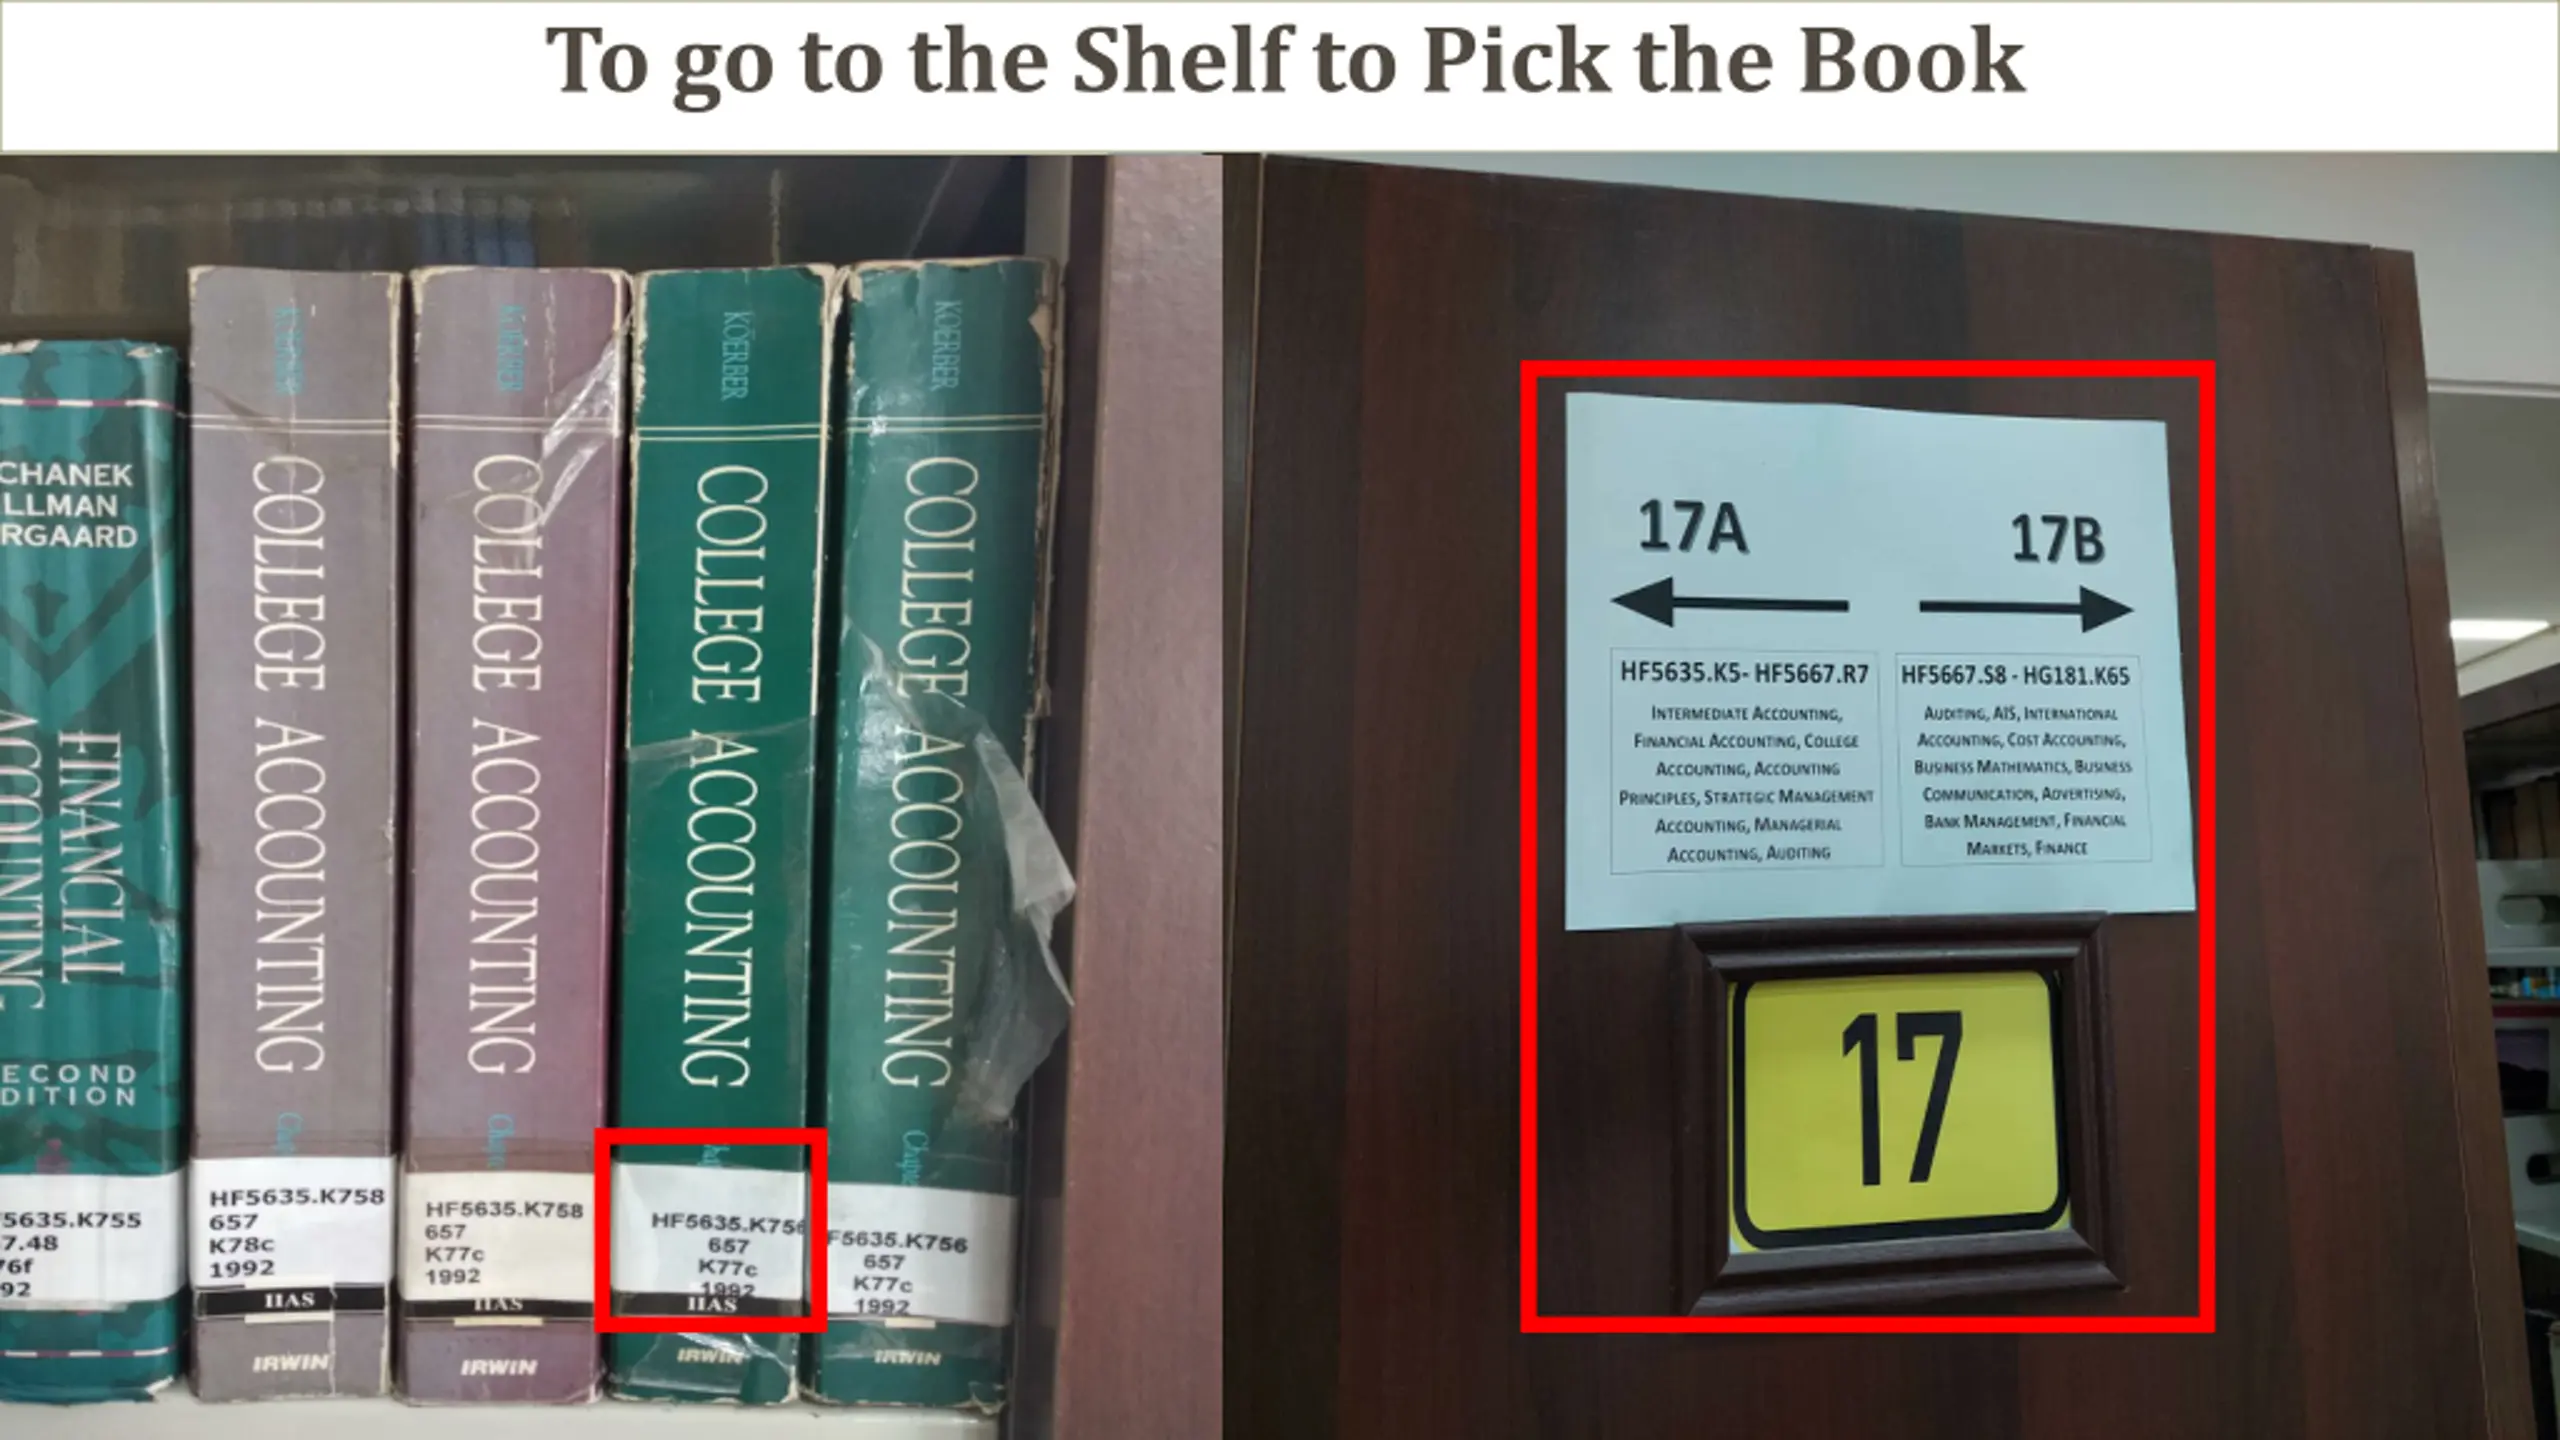 To go to the Shelf to Pick the Book
CHANEK
LLMAN
RGAARD
FINANCIAL
ACCOUNTING
ECOND
DITION
5635.K755
7.48
76f
92
KOERBER
COLLEGE ACCOUNTING
HF5635.K758
657
K78c
1992
IIAS
IRWIN
KOERBER
COLLEGE ACCOUNTING
HF5635.K758
657
K77c
1992
IIAS
IRWIN
KOERBER
COLLEGE ACCOUNTING
HF5635.K756
657
K77c
1992
IIAS
IRWIN
KOERBER
COLLEGE ACCOUNTING
F5635.K756
657
K77c
1992
IRWIN
17A
HF5635.K5- HF5667.R7
INTERMEDIATE ACCOUNTING,
FINANCIAL ACCOUNTING, COLLEGE
ACCOUNTING, ACCOUNTING
PRINCIPLES, STRATEGIC MANAGEMENT
ACCOUNTING, MANAGERIAL
ACCOUNTING, AUDITING
17B
HF5667.S8 - HG181.K65
AUDITING, AIS, INTERNATIONAL
ACCOUNTING, COST ACCOUNTING,
BUSINESS MATHEMATICS, BUSINESS
COMMUNICATION, ADVERTISING,
BANK MANAGEMENT, FINANCIAL
MARKETS, FINANCE
17